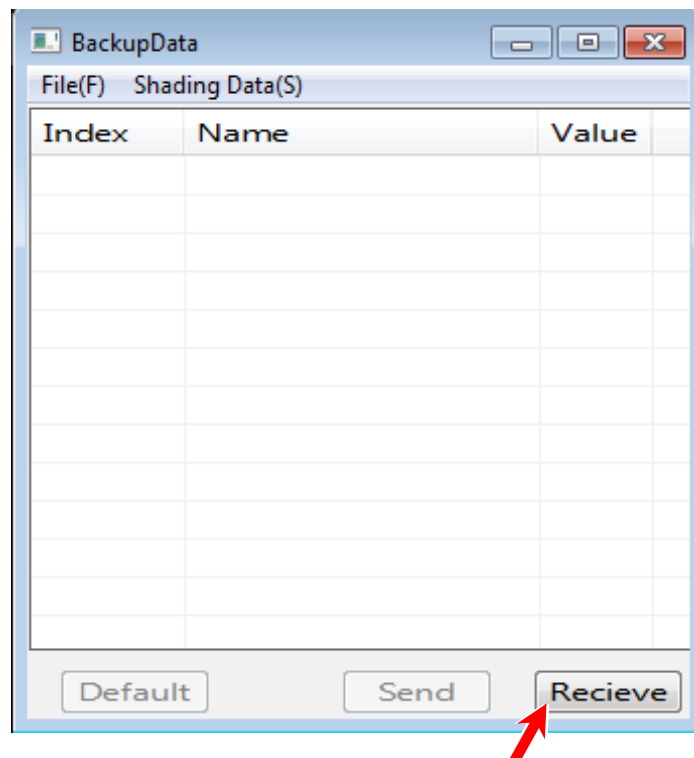 BackupData
File(F) Shading Data(S)
Index Name Value
Default Send Recieve